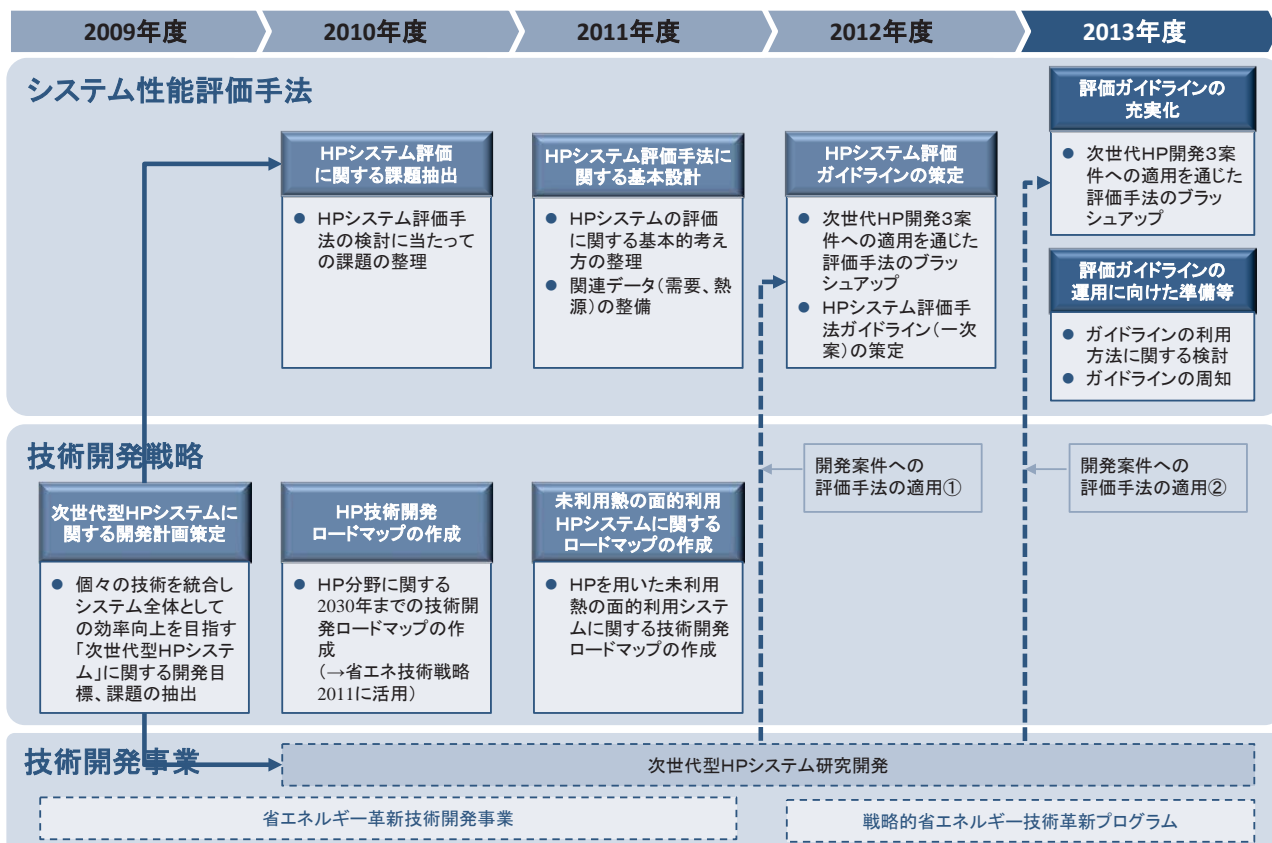 2009年度
2010年度
2011年度
2012年度
2013年度
システム性能評価手法
HPシステム評価
に関する課題抽出
● HPシステム評価手
法の検討に当たって
の課題の整理
HPシステム評価手法に
関する基本設計
● HPシステムの評価
に関する基本的考え
方の整理
● 関連データ(需要、熱
源)の整備
HPシステム評価
ガイドラインの策定
● 次世代HP開発3案
件への適用を通じた
評価手法のブラッ
シュアップ
● HPシステム評価手
法ガイドライン(一次
案)の策定
評価ガイドラインの
充実化
● 次世代HP開発3案
件への適用を通じた
評価手法のブラッ
シュアップ
評価ガイドラインの
運用に向けた準備等
● ガイドラインの利用
方法に関する検討
● ガイドラインの周知
技術開発戦略
次世代型HPシステムに
関する開発計画策定
● 個々の技術を統合し
システム全体として
の効率向上を目指す
「次世代型HPシステ
ム」に関する開発目
標、課題の抽出
HP技術開発
ロードマップの作成
● HP分野に関する
2030年までの技術開
発ロードマップの作
成
(→省エネ技術戦略
2011に活用)
未利用熱の面的利用
HPシステムに関する
ロードマップの作成
● HPを用いた未利用
熱の面的利用システ
ムに関する技術開発
ロードマップの作成
開発案件への
評価手法の適用①
開発案件への
評価手法の適用②
技術開発事業
次世代型HPシステム研究開発
省エネルギー革新技術開発事業
戦略的省エネルギー技術革新プログラム